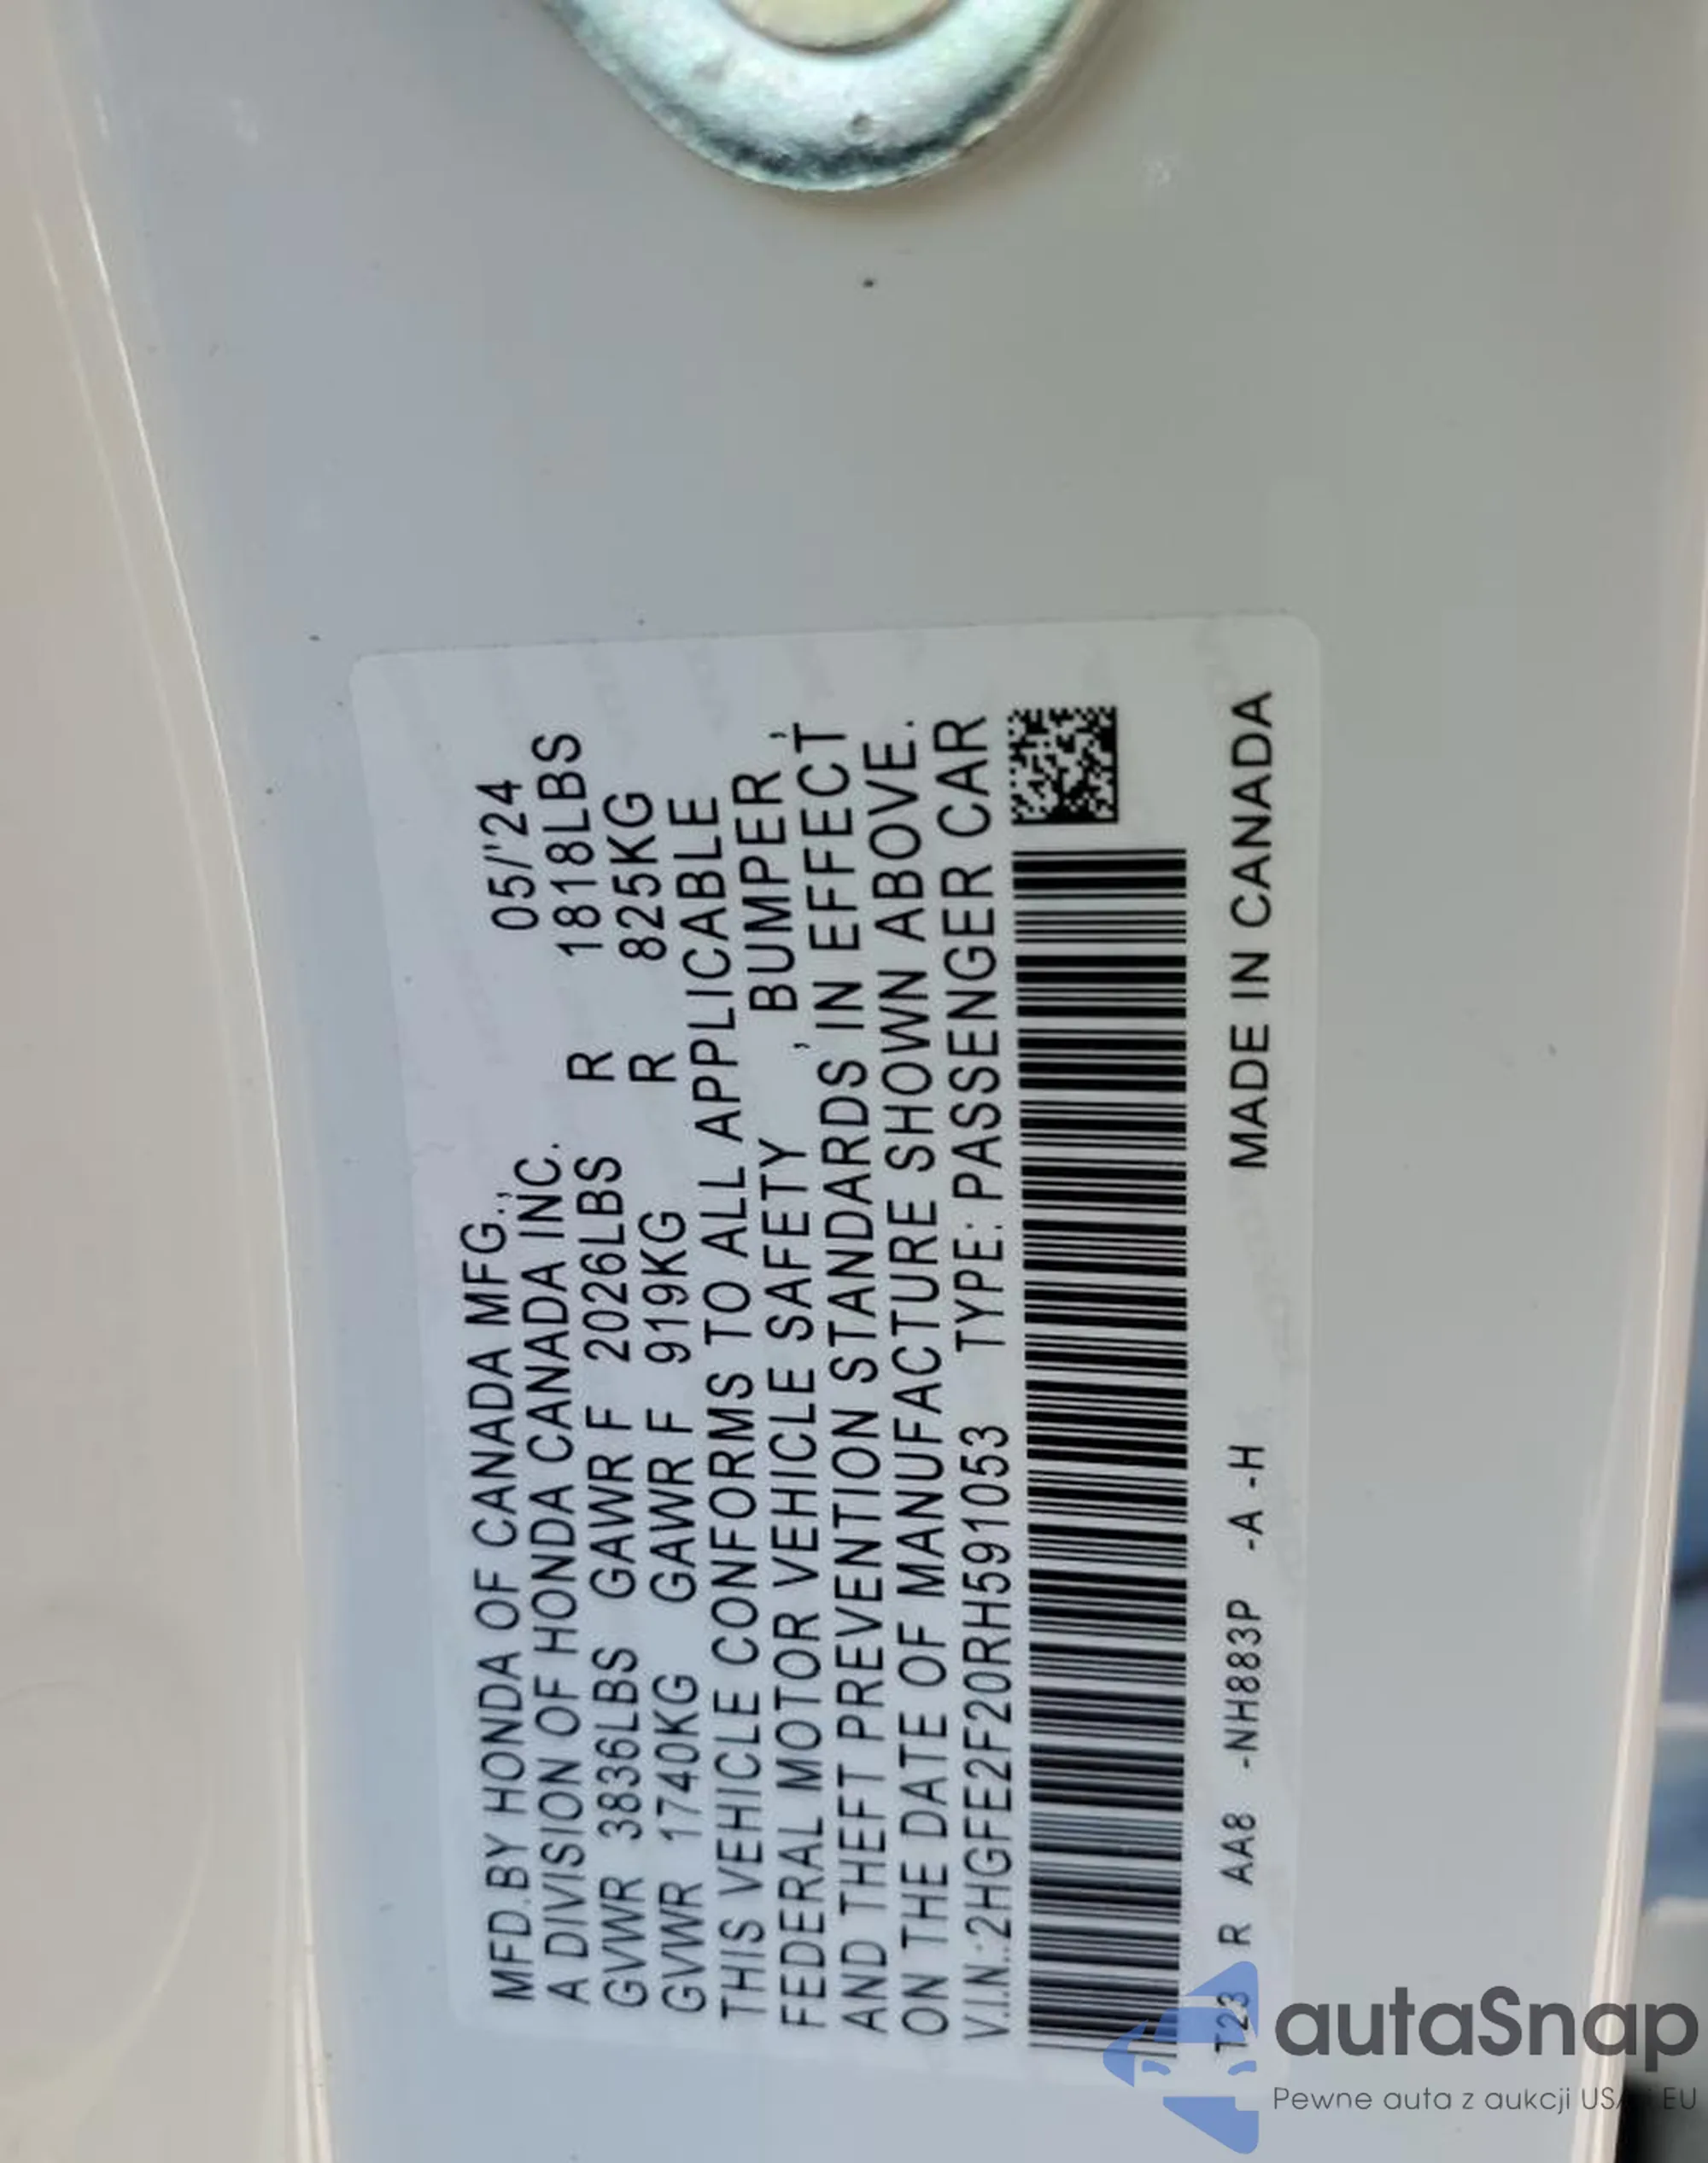 MFD.BY HONDA OF CANADA MFG., 05/'24
A DIVISION OF HONDA CANADA INC.
GVWR 3836LBS GAWR F 2026LBS R 1818LBS
GVWR 1740KG GAWR F 919KG R 825KG
THIS VEHICLE CONFORMS TO ALL APPLICABLE
FEDERAL MOTOR VEHICLE SAFETY, BUMPER,
AND THEFT PREVENTION STANDARDS IN EFFECT
ON THE DATE OF MANUFACTURE SHOWN ABOVE.
V.I.N.:2HGFE2F20RH591053 TYPE: PASSENGER CAR
T23 R AA8 -NH883P -A -H MADE IN CANADA
autaSnap
Pewne auta z aukcji USA i EU